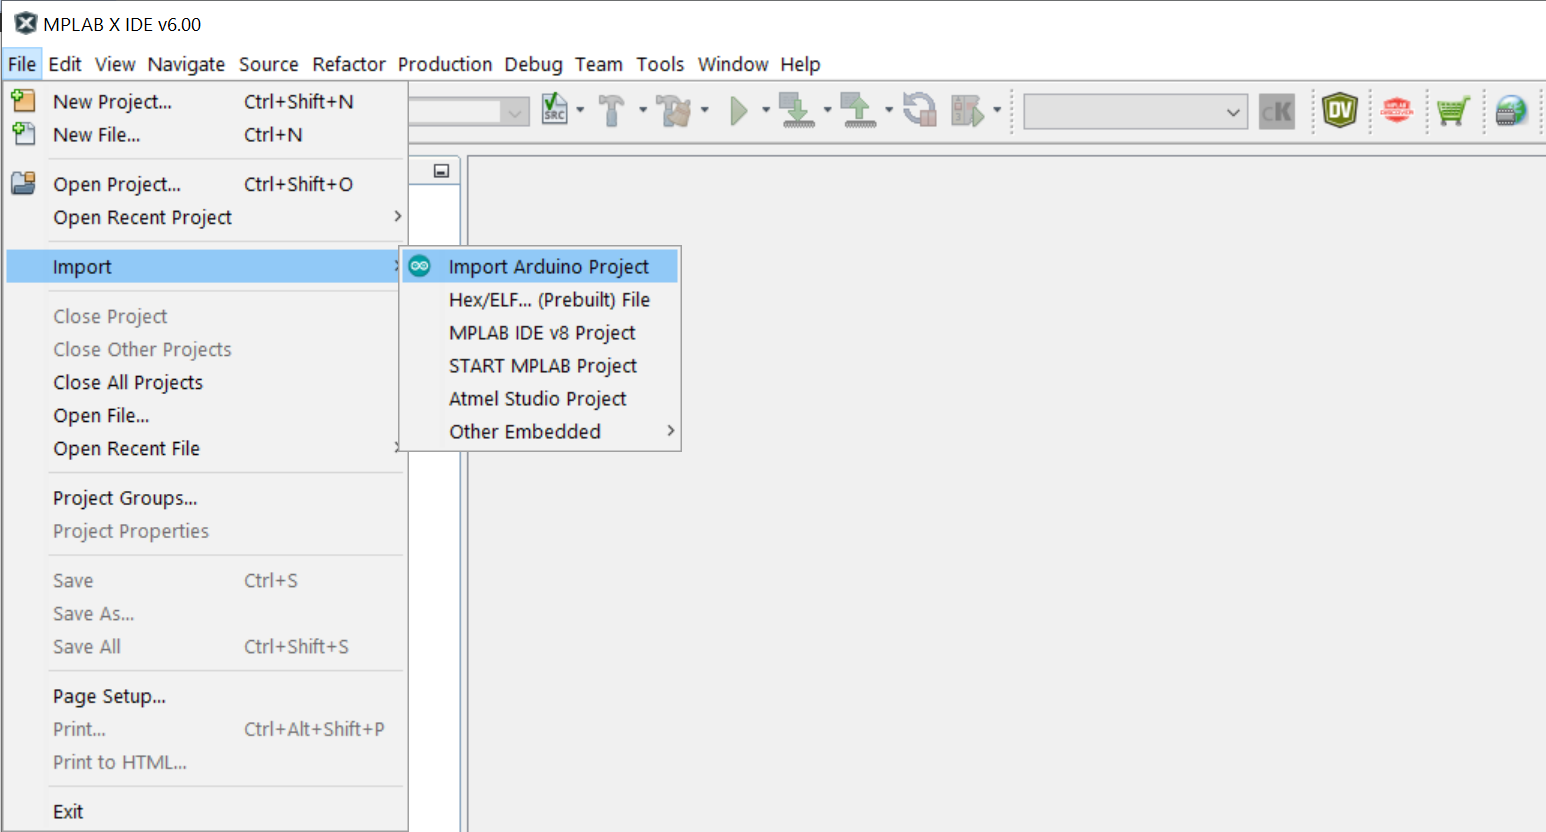 MPLAB X IDE v6.00
File Edit View Navigate Source Refactor Production Debug Team Tools Window Help
New Project... Ctrl+Shift+N
New File... Ctrl+N
Open Project... Ctrl+Shift+O
Open Recent Project
Import
Close Project
Close Other Projects
Close All Projects
Open File...
Open Recent File
Project Groups...
Project Properties
Save Ctrl+S
Save As...
Save All Ctrl+Shift+S
Page Setup...
Print... Ctrl+Alt+Shift+P
Print to HTML...
Exit
Import Arduino Project
Hex/ELF... (Prebuilt) File
MPLAB IDE v8 Project
START MPLAB Project
Atmel Studio Project
Other Embedded
SRC
cK
DV
MPLAB
DISCOVER